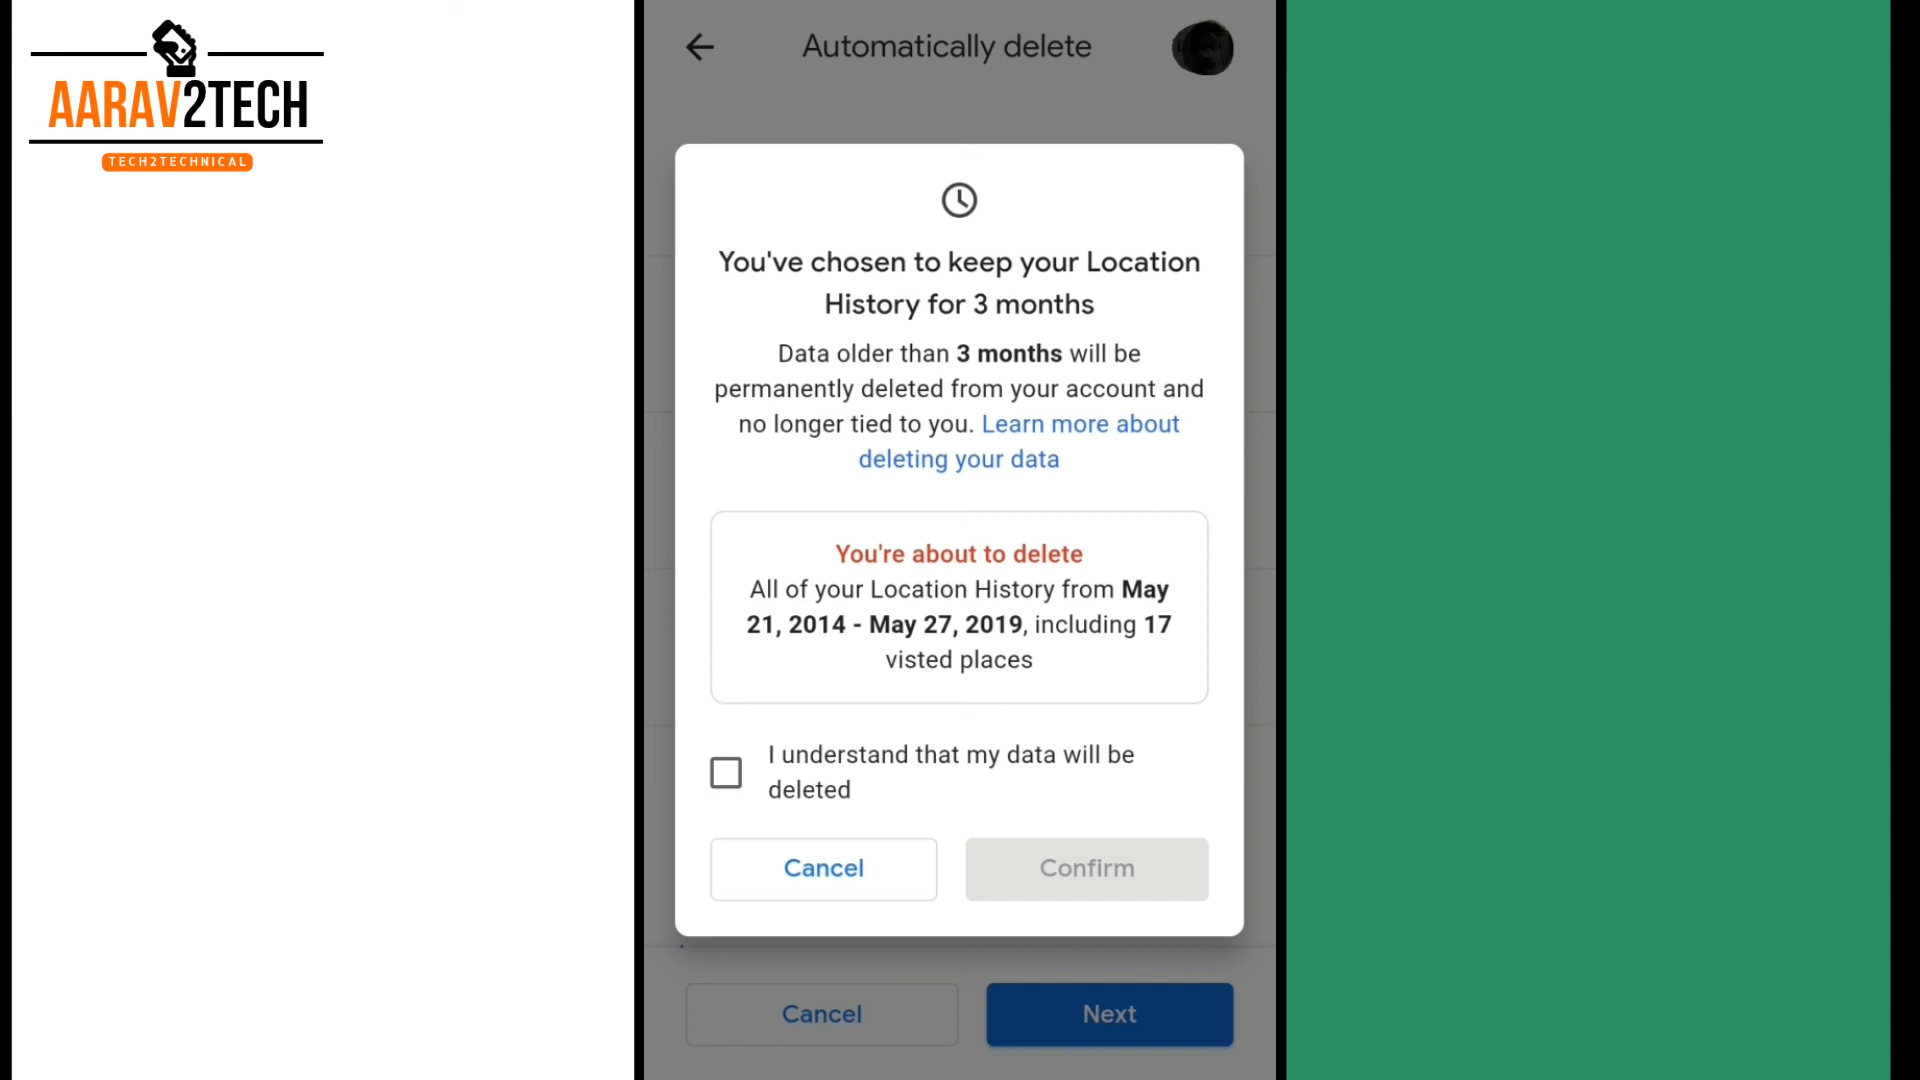 AARAV2TECH
TECH2TECHNICAL
Automatically delete
You've chosen to keep your Location
History for 3 months
Data older than 3 months will be
permanently deleted from your account and
no longer tied to you. Learn more about
deleting your data
You're about to delete
All of your Location History from May
21, 2014 - May 27, 2019, including 17
visted places
I understand that my data will be
deleted
Cancel
Confirm
Cancel
Next